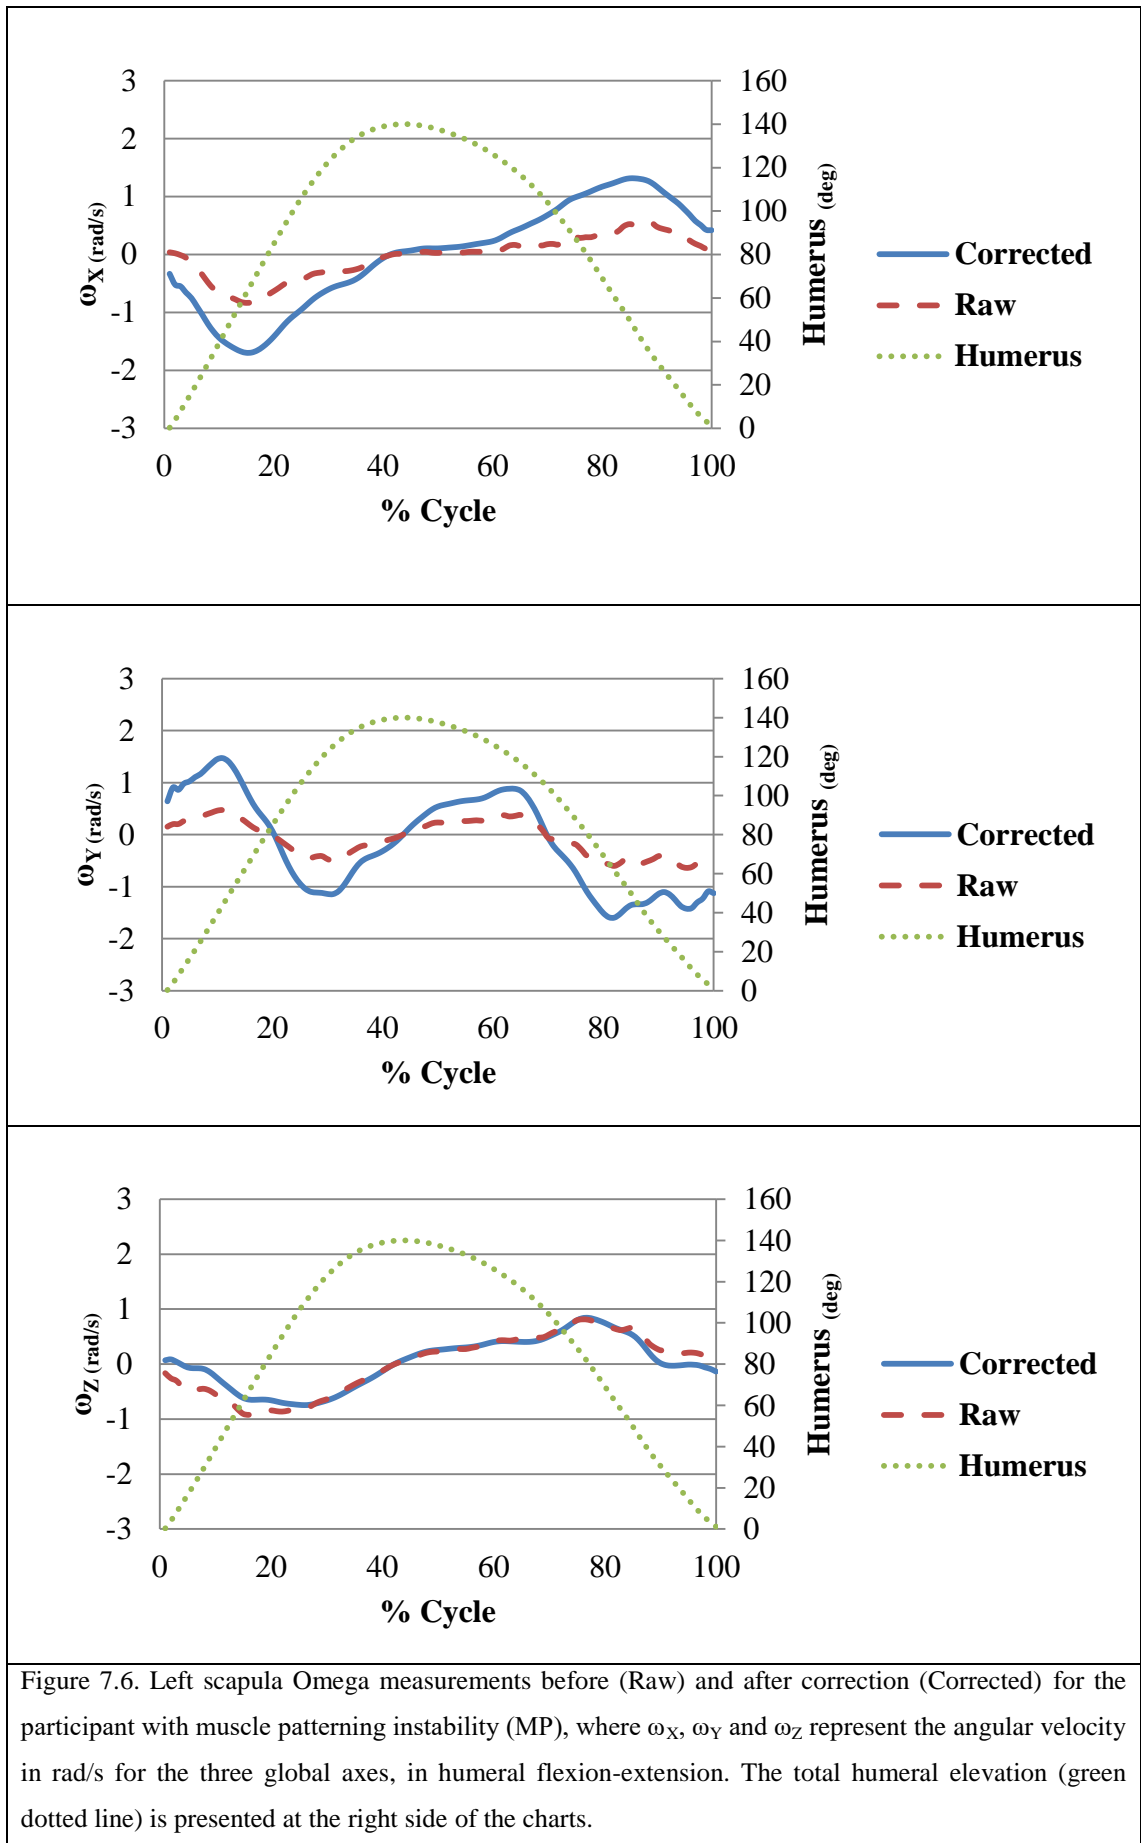 3
2
1
0
-1
-2
-3
160
140
120
100
80
60
40
20
0
0 20 40 60 80 100
% Cycle
ωX (rad/s)
Humerus (deg)
Corrected
Raw
Humerus
3
2
1
0
-1
-2
-3
160
140
120
100
80
60
40
20
0
0 20 40 60 80 100
% Cycle
ωY (rad/s)
Humerus (deg)
Corrected
Raw
Humerus
3
2
1
0
-1
-2
-3
160
140
120
100
80
60
40
20
0
0 20 40 60 80 100
% Cycle
ωZ (rad/s)
Humerus (deg)
Corrected
Raw
Humerus
Figure 7.6. Left scapula Omega measurements before (Raw) and after correction (Corrected) for the
participant with muscle patterning instability (MP), where ωX, ωY and ωZ represent the angular velocity
in rad/s for the three global axes, in humeral flexion-extension. The total humeral elevation (green
dotted line) is presented at the right side of the charts.